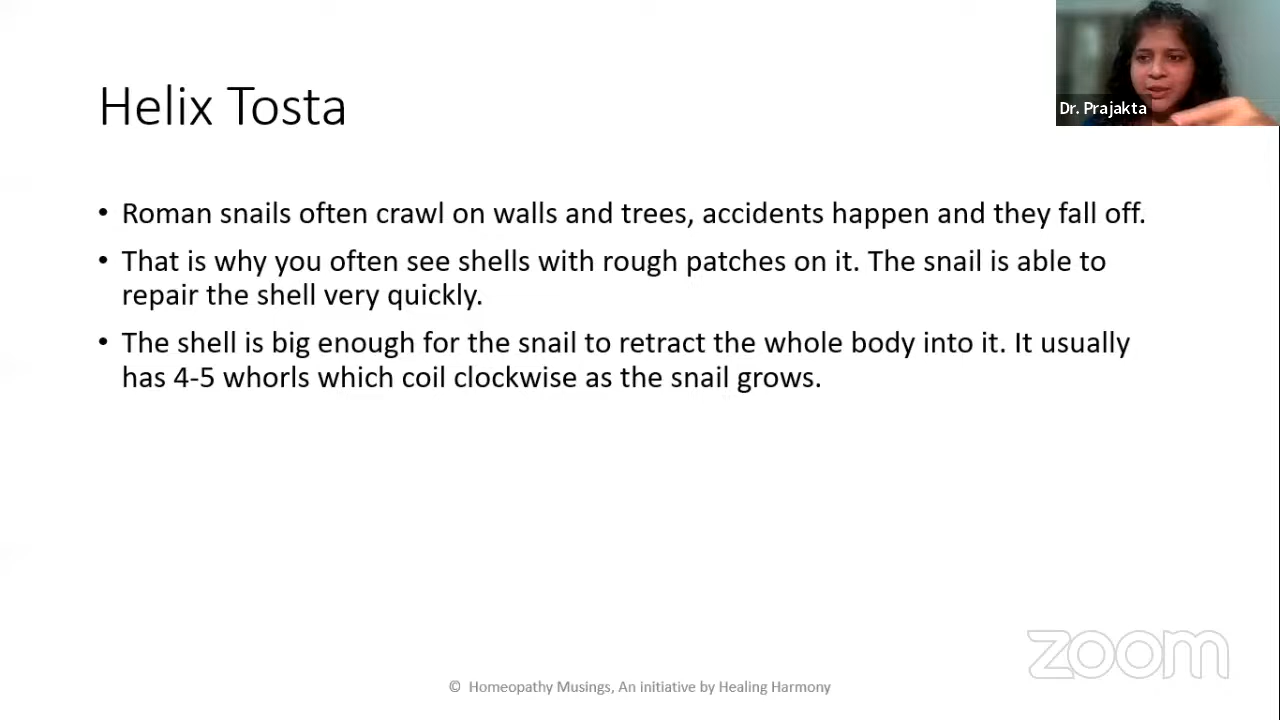 Helix Tosta
Dr. Prajakta
• Roman snails often crawl on walls and trees, accidents happen and they fall off.
• That is why you often see shells with rough patches on it. The snail is able to
repair the shell very quickly.
• The shell is big enough for the snail to retract the whole body into it. It usually
has 4-5 whorls which coil clockwise as the snail grows.
zoom
© Homeopathy Musings, An initiative by Healing Harmony